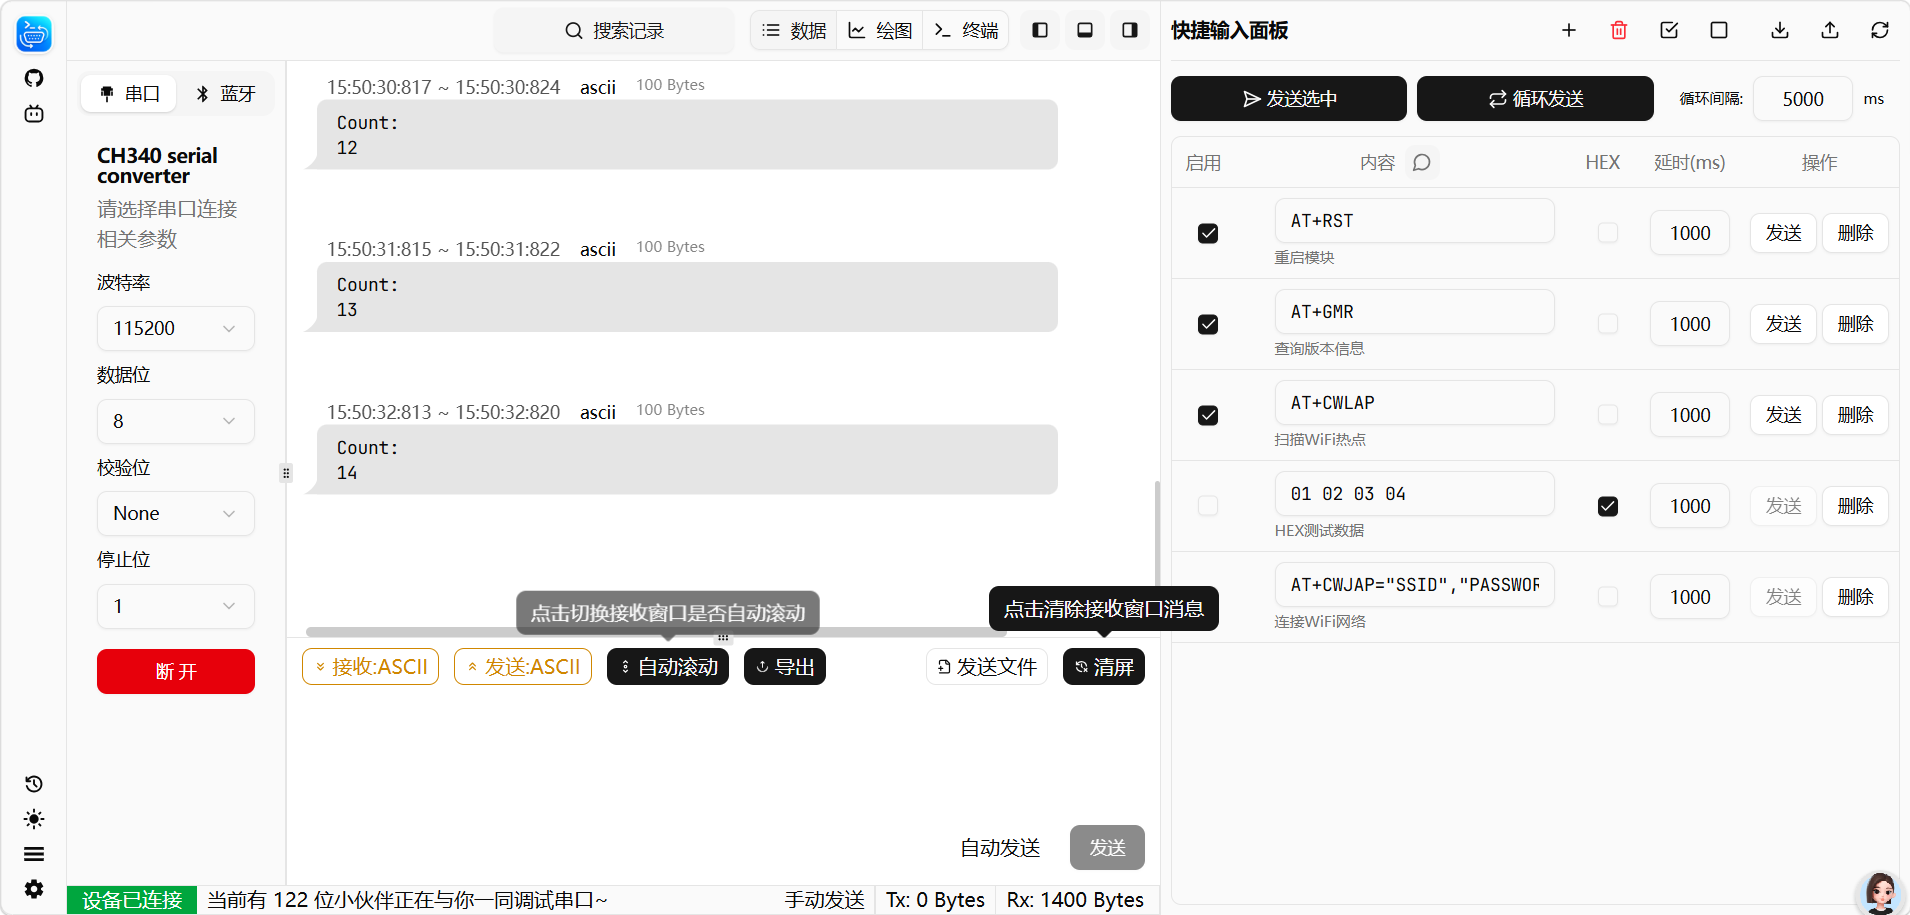 搜索记录
数据
绘图
终端
快捷输入面板
串口
蓝牙
CH340 serial
converter
请选择串口连接
相关参数
波特率
115200
数据位
8
校验位
None
停止位
1
断 开
15:50:30:817 ~ 15:50:30:824 ascii 100 Bytes
Count:
12
15:50:31:815 ~ 15:50:31:822 ascii 100 Bytes
Count:
13
15:50:32:813 ~ 15:50:32:820 ascii 100 Bytes
Count:
14
点击切换接收窗口是否自动滚动
点击清除接收窗口消息
接收:ASCII
发送:ASCII
自动滚动
导出
发送文件
清屏
自动发送
发送
设备已连接
当前有 122 位小伙伴正在与你一同调试串口~
手动发送
Tx: 0 Bytes
Rx: 1400 Bytes
发送选中
循环发送
循环间隔:
5000
ms
启用 内容 HEX 延时(ms) 操作
AT+RST 1000 发送 删除
重启模块
AT+GMR 1000 发送 删除
查询版本信息
AT+CWLAP 1000 发送 删除
扫描WiFi热点
01 02 03 04 1000 发送 删除
HEX测试数据
AT+CWJAP="SSID","PASSWOR 1000 发送 删除
连接WiFi网络